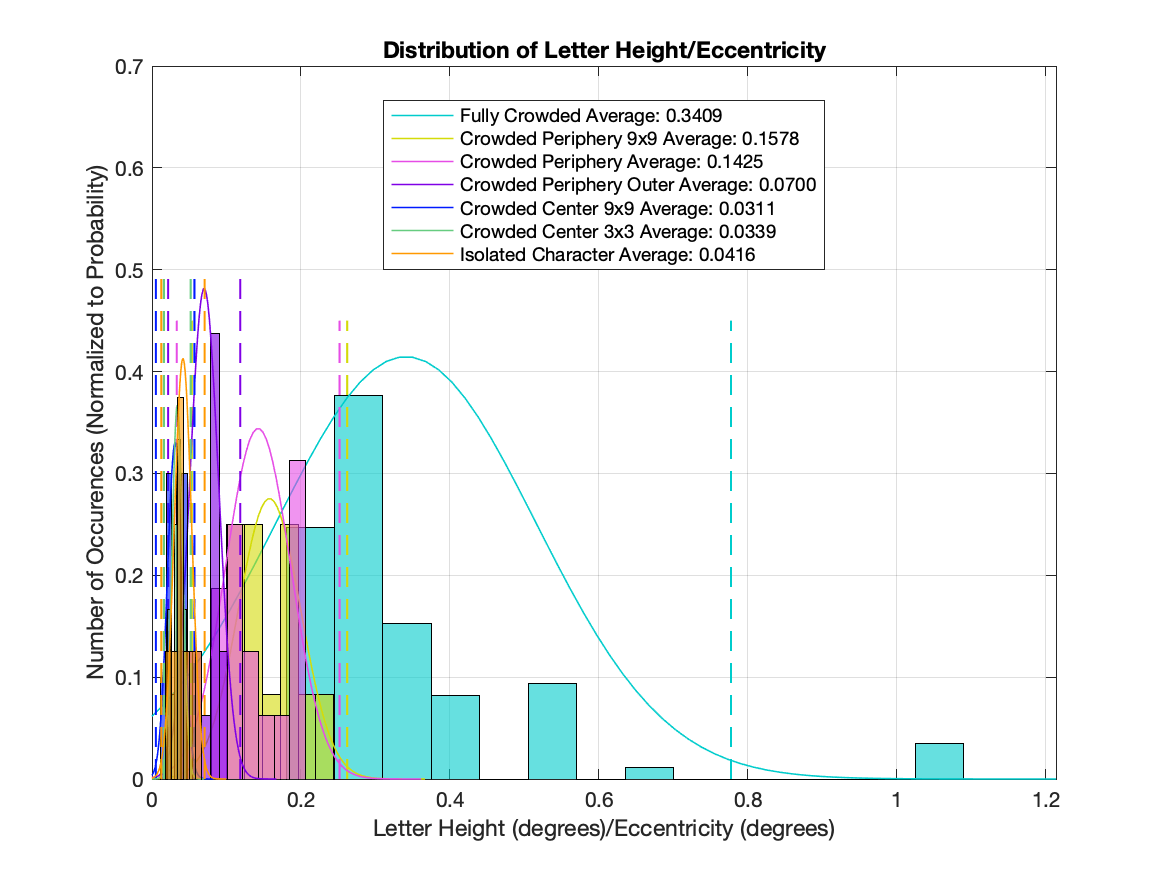 Distribution of Letter Height/Eccentricity
0.7
0.6
0.5
0.4
0.3
0.2
0.1
0
Number of Occurences (Normalized to Probability)
Fully Crowded Average: 0.3409
Crowded Periphery 9x9 Average: 0.1578
Crowded Periphery Average: 0.1425
Crowded Periphery Outer Average: 0.0700
Crowded Center 9x9 Average: 0.0311
Crowded Center 3x3 Average: 0.0339
Isolated Character Average: 0.0416
0 0.2 0.4 0.6 0.8 1 1.2
Letter Height (degrees)/Eccentricity (degrees)